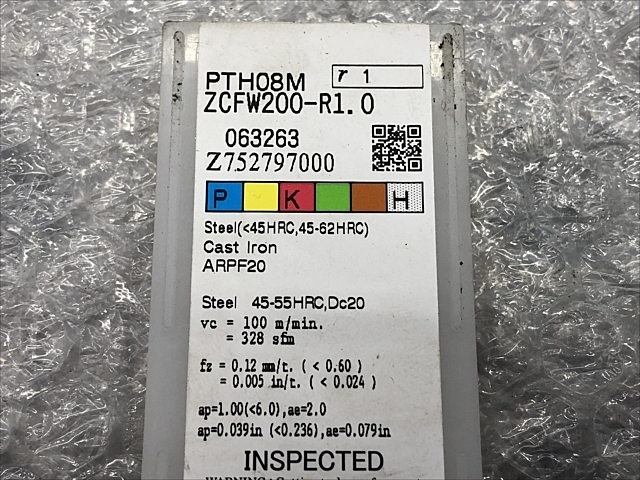 PTH08M r 1
ZCFW200-R1.0
063263
Z752797000
P K H
Steel(<45HRC,45-62HRC)
Cast Iron
ARPF20
Steel 45-55HRC,Dc20
vc = 100 m/min.
= 328 sfm
fz = 0.12 mm/t. ( < 0.60 )
= 0.005 in/t. ( < 0.024 )
ap=1.00(<6.0),ae=2.0
ap=0.039in (<0.236),ae=0.079in
INSPECTED